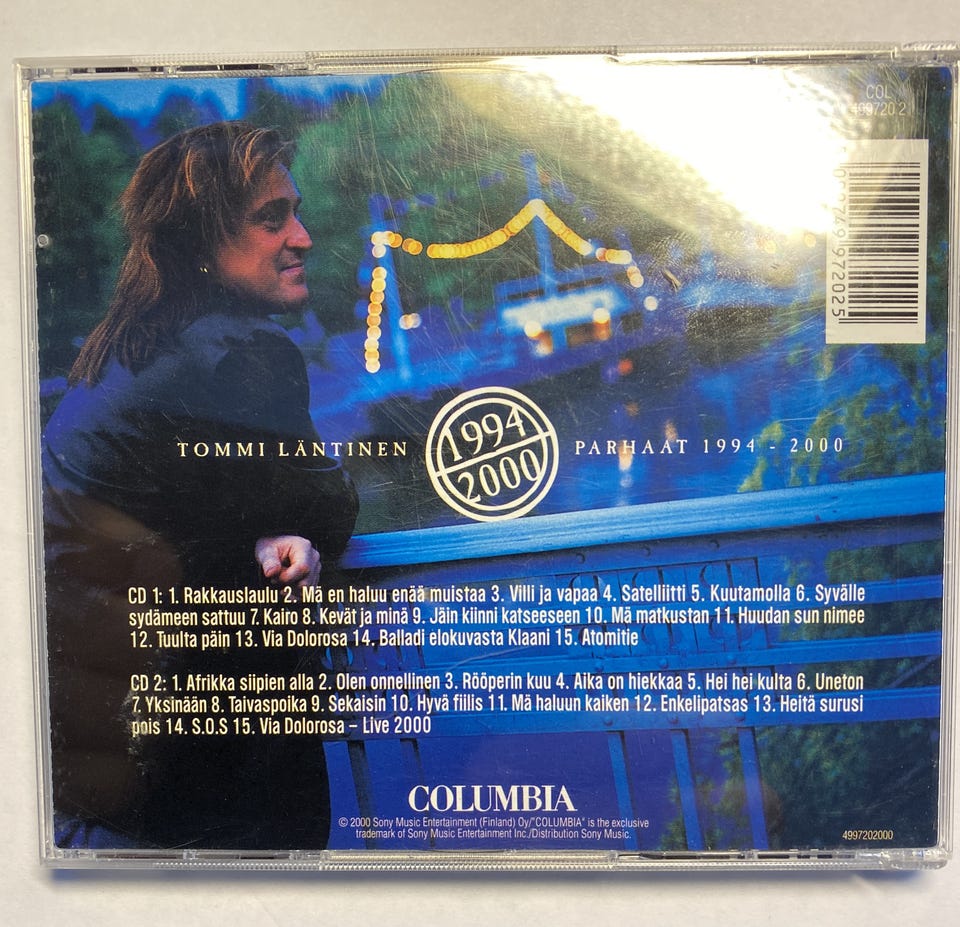 COL
499720 2
1994
2000
TOMMI LÄNTINEN
PARHAAT 1994 - 2000
CD 1: 1. Rakkauslaulu 2. Mä en haluu enää muistaa 3. Villi ja vapaa 4. Satelliitti 5. Kuutamolla 6. Syvälle
sydämeen sattuu 7. Kairo 8. Kevät ja minä 9. Jäin kiinni katseeseen 10. Mä matkustan 11. Huudan sun nimee
12. Tuulta päin 13. Via Dolorosa 14. Balladi elokuvasta Klaani 15. Atomitie
CD 2: 1. Afrikka siipien alla 2. Olen onnellinen 3. Rööperin kuu 4. Aika on hiekkaa 5. Hei hei kulta 6. Uneton
7. Yksinään 8. Taivaspoika 9. Sekaisin 10. Hyvä fiilis 11. Mä haluun kaiken 12. Enkelipatsas 13. Heitä surusi
pois 14. S.O.S 15. Via Dolorosa – Live 2000
COLUMBIA
© 2000 Sony Music Entertainment (Finland) Oy/"COLUMBIA" is the exclusive
trademark of Sony Music Entertainment Inc./Distribution Sony Music.
4997202000